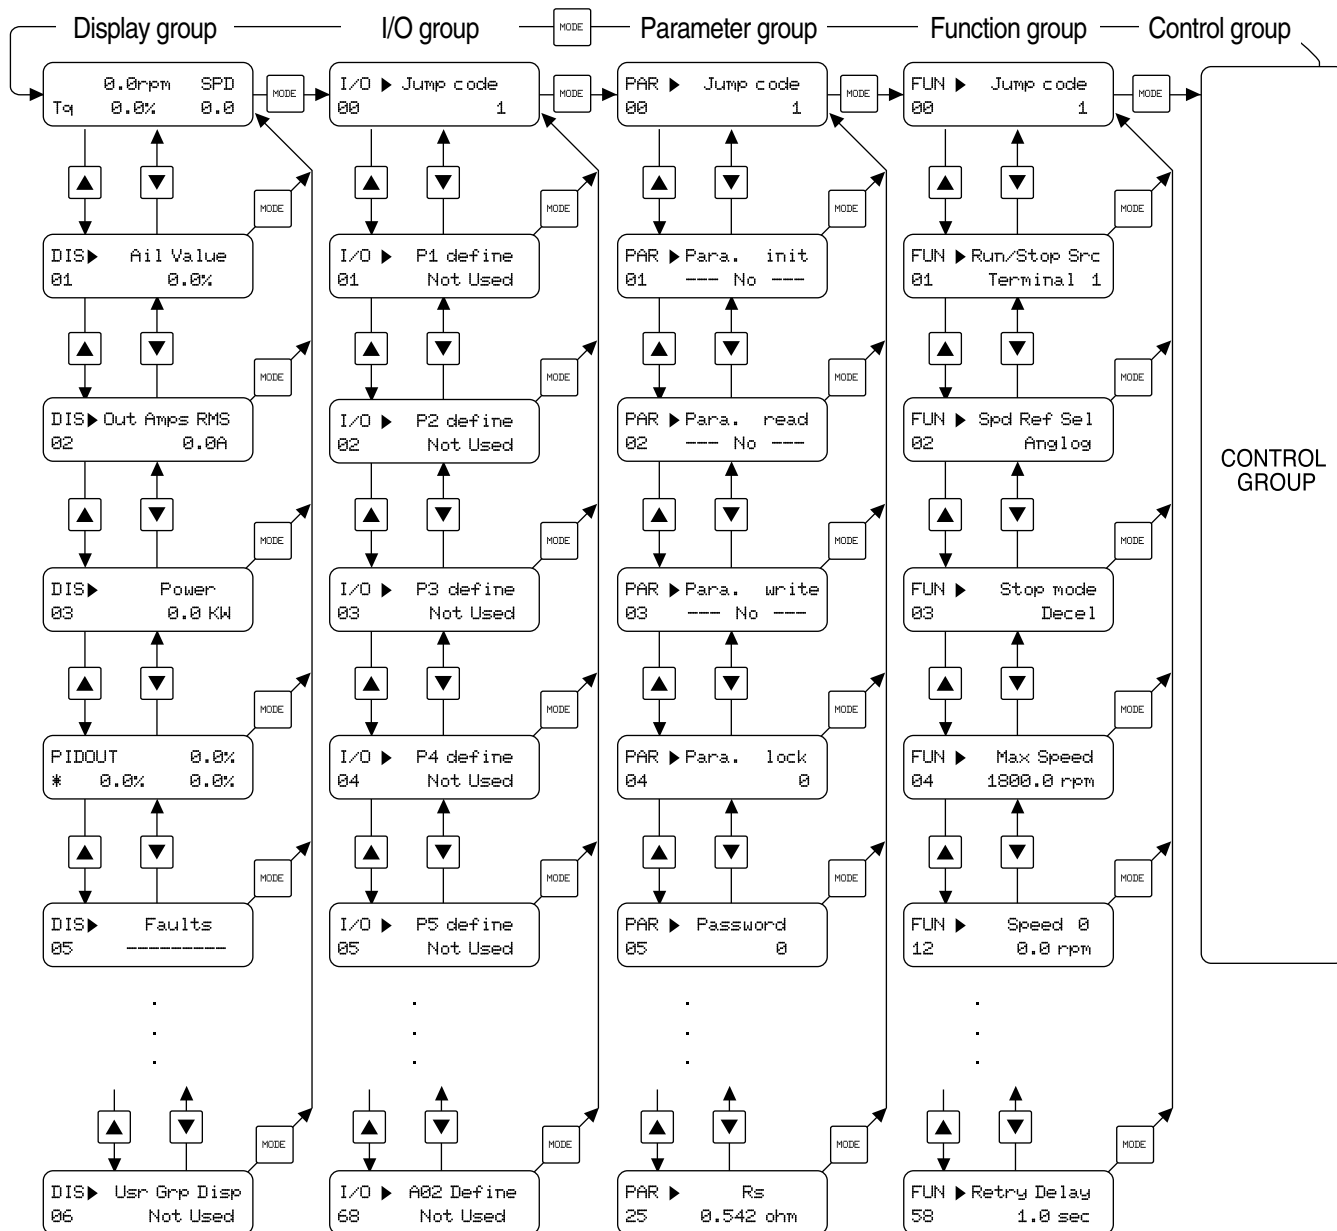 Display group
I/O group
MODE
Parameter group
Function group
Control group
0.0rpm SPD
Tq 0.0% 0.0
MODE
I/O ▶ Jump code
00 1
MODE
PAR ▶ Jump code
00 1
MODE
FUN ▶ Jump code
00 1
MODE
▲ ▼ MODE
▲ ▼ MODE
▲ ▼ MODE
▲ ▼ MODE
DIS▶ Ail Value
01 0.0%
I/O ▶ P1 define
01 Not Used
PAR ▶ Para. init
01 --- No ---
FUN ▶ Run/Stop Src
01 Terminal 1
▲ ▼ MODE
▲ ▼ MODE
▲ ▼ MODE
▲ ▼ MODE
DIS▶ Out Amps RMS
02 0.0A
I/O ▶ P2 define
02 Not Used
PAR ▶ Para. read
02 --- No ---
FUN ▶ Spd Ref Sel
02 Anglog
CONTROL
GROUP
▲ ▼ MODE
▲ ▼ MODE
▲ ▼ MODE
▲ ▼ MODE
DIS▶ Power
03 0.0 KW
I/O ▶ P3 define
03 Not Used
PAR ▶ Para. write
03 --- No ---
FUN ▶ Stop mode
03 Decel
▲ ▼ MODE
▲ ▼ MODE
▲ ▼ MODE
▲ ▼ MODE
PIDOUT 0.0%
* 0.0% 0.0%
I/O ▶ P4 define
04 Not Used
PAR ▶ Para. lock
04 0
FUN ▶ Max Speed
04 1800.0 rpm
▲ ▼ MODE
▲ ▼ MODE
▲ ▼ MODE
▲ ▼ MODE
DIS▶ Faults
05 ---------
I/O ▶ P5 define
05 Not Used
PAR ▶ Password
05 0
FUN ▶ Speed 0
12 0.0 rpm
▲ ▼ MODE
▲ ▼ MODE
▲ ▼ MODE
▲ ▼ MODE
DIS▶ Usr Grp Disp
06 Not Used
I/O ▶ A02 Define
68 Not Used
PAR ▶ Rs
25 0.542 ohm
FUN ▶ Retry Delay
58 1.0 sec